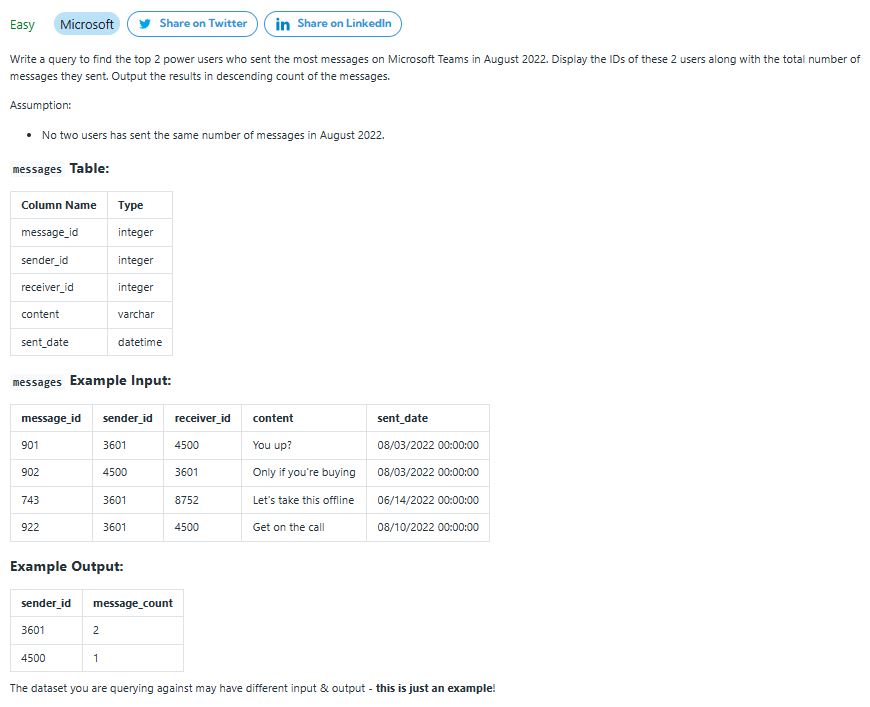 Easy Microsoft Share on Twitter in Share on LinkedIn
Write a query to find the top 2 power users who sent the most messages on Microsoft Teams in August 2022. Display the IDs of these 2 users along with the total number of
messages they sent. Output the results in descending count of the messages.
Assumption:
• No two users has sent the same number of messages in August 2022.
messages Table:
Column Name Type
message_id integer
sender_id integer
receiver_id integer
content varchar
sent_date datetime
messages Example Input:
message_id sender_id receiver_id content sent_date
901 3601 4500 You up? 08/03/2022 00:00:00
902 4500 3601 Only if you're buying 08/03/2022 00:00:00
743 3601 8752 Let's take this offline 06/14/2022 00:00:00
922 3601 4500 Get on the call 08/10/2022 00:00:00
Example Output:
sender_id message_count
3601 2
4500 1
The dataset you are querying against may have different input & output - this is just an example!